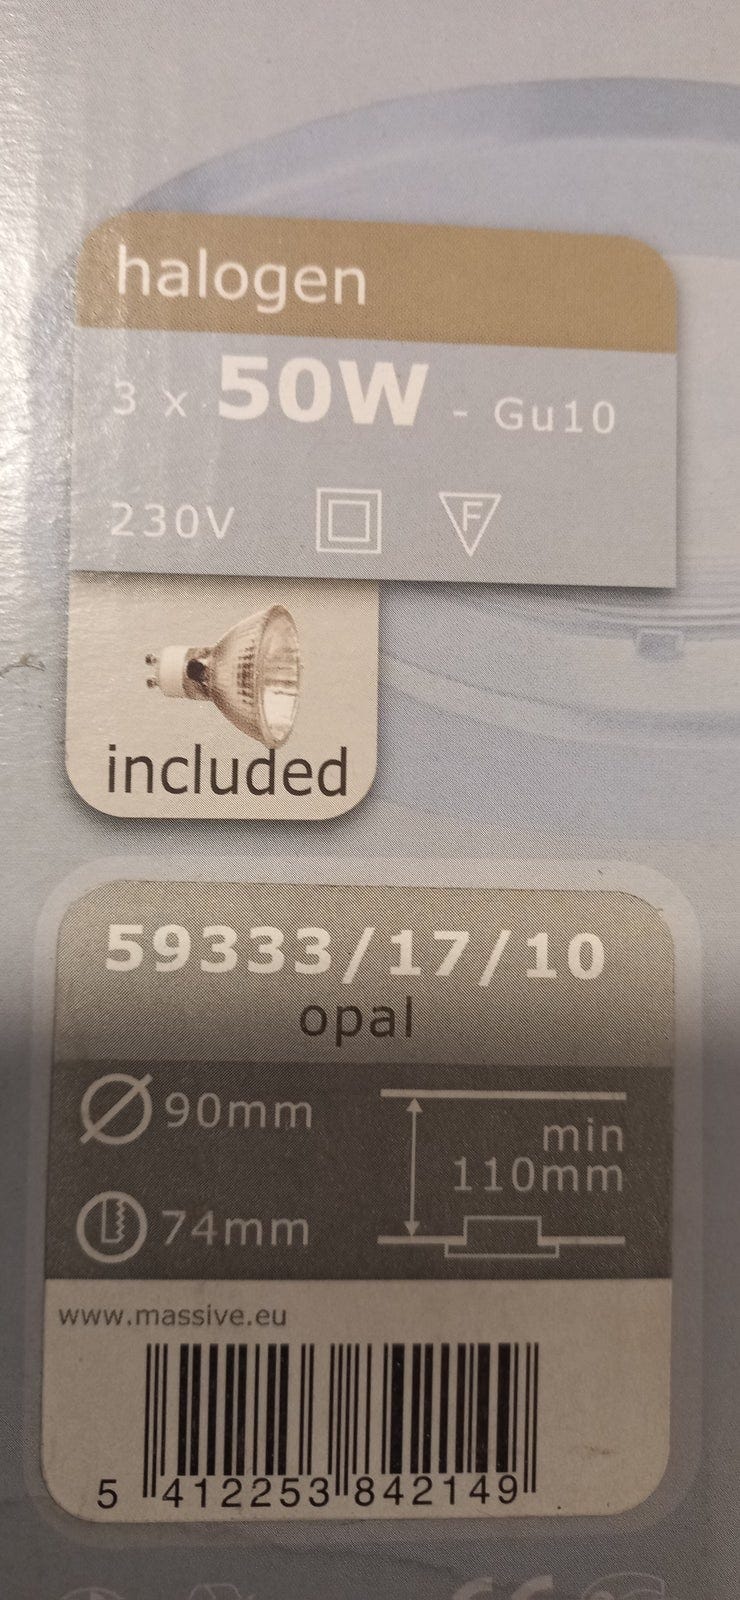 halogen
3 x 50W - Gu10
230V F
included
59333/17/10
opal
90mm
min
110mm
74mm
www.massive.eu
5 412253 842149